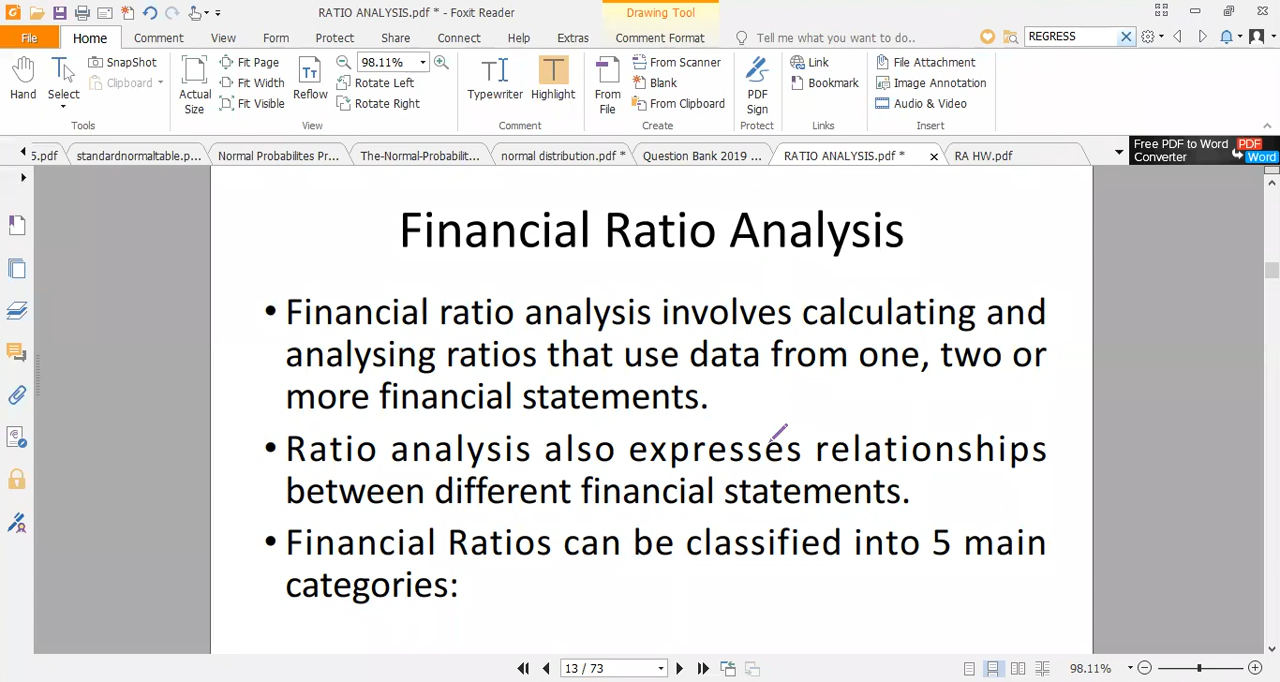 RATIO ANALYSIS.pdf * - Foxit Reader
Drawing Tool
File Home Comment View Form Protect Share Connect Help Extras Comment Format Tell me what you want to do.. REGRESS
Hand
Select
SnapShot
Clipboard
Tools
Actual Size
Fit Page
Fit Width
Fit Visible
Reflow
98.11%
Rotate Left
Rotate Right
View
Typewriter
Highlight
Comment
From File
From Scanner
Blank
From Clipboard
Create
PDF Sign
Protect
Link
Bookmark
Links
File Attachment
Image Annotation
Audio & Video
Insert
5.pdf standardnormaltable.p... Normal Probabilites Pr... The-Normal-Probabilit... normal distribution.pdf * Question Bank 2019 ... RATIO ANALYSIS.pdf * RA HW.pdf
Free PDF to Word
Converter
PDF
Word
Financial Ratio Analysis
• Financial ratio analysis involves calculating and
analysing ratios that use data from one, two or
more financial statements.
• Ratio analysis also expresses relationships
between different financial statements.
• Financial Ratios can be classified into 5 main
categories:
13 / 73
98.11%